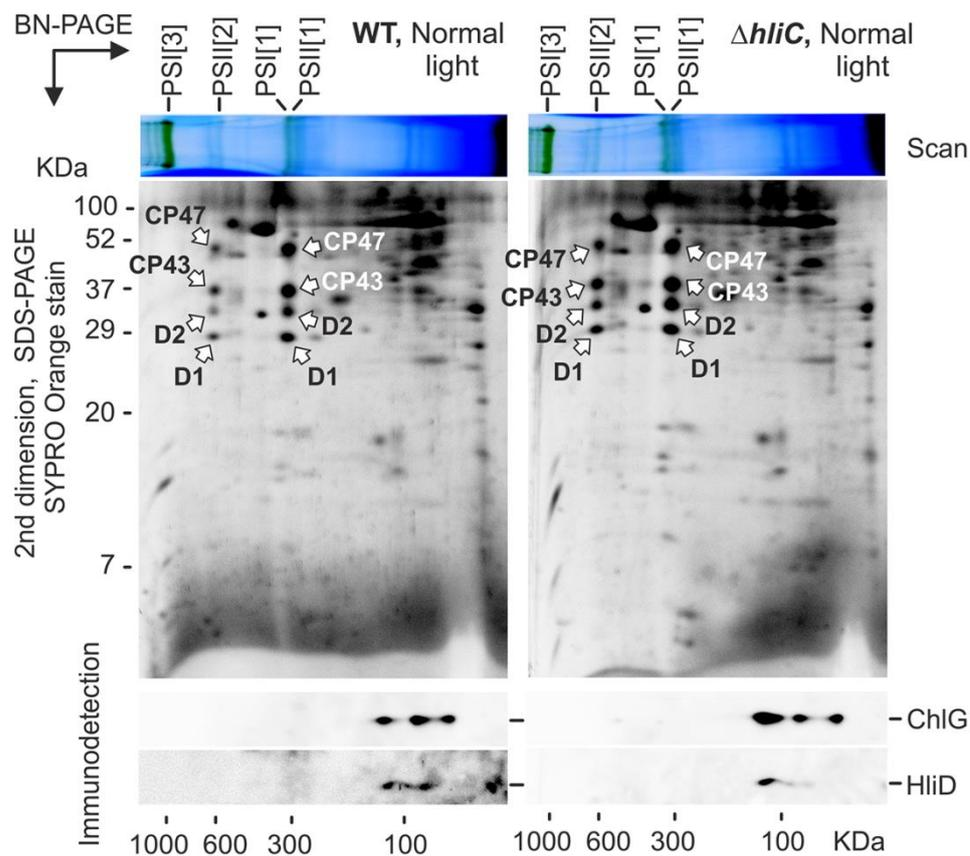 BN-PAGE
PSI[3]
PSII[2]
PSI[1]
PSII[1]
WT, Normal
light
PSI[3]
PSII[2]
PSI[1]
PSII[1]
ΔhliC, Normal
light
Scan
KDa
100
52
37
29
20
7
2nd dimension, SDS-PAGE
SYPRO Orange stain
CP47
CP43
D2
D1
CP47
CP43
D2
D1
CP47
CP43
D2
D1
CP47
CP43
D2
D1
Immunodetection
ChlG
HliD
1000 600 300 100
1000 600 300 100 KDa